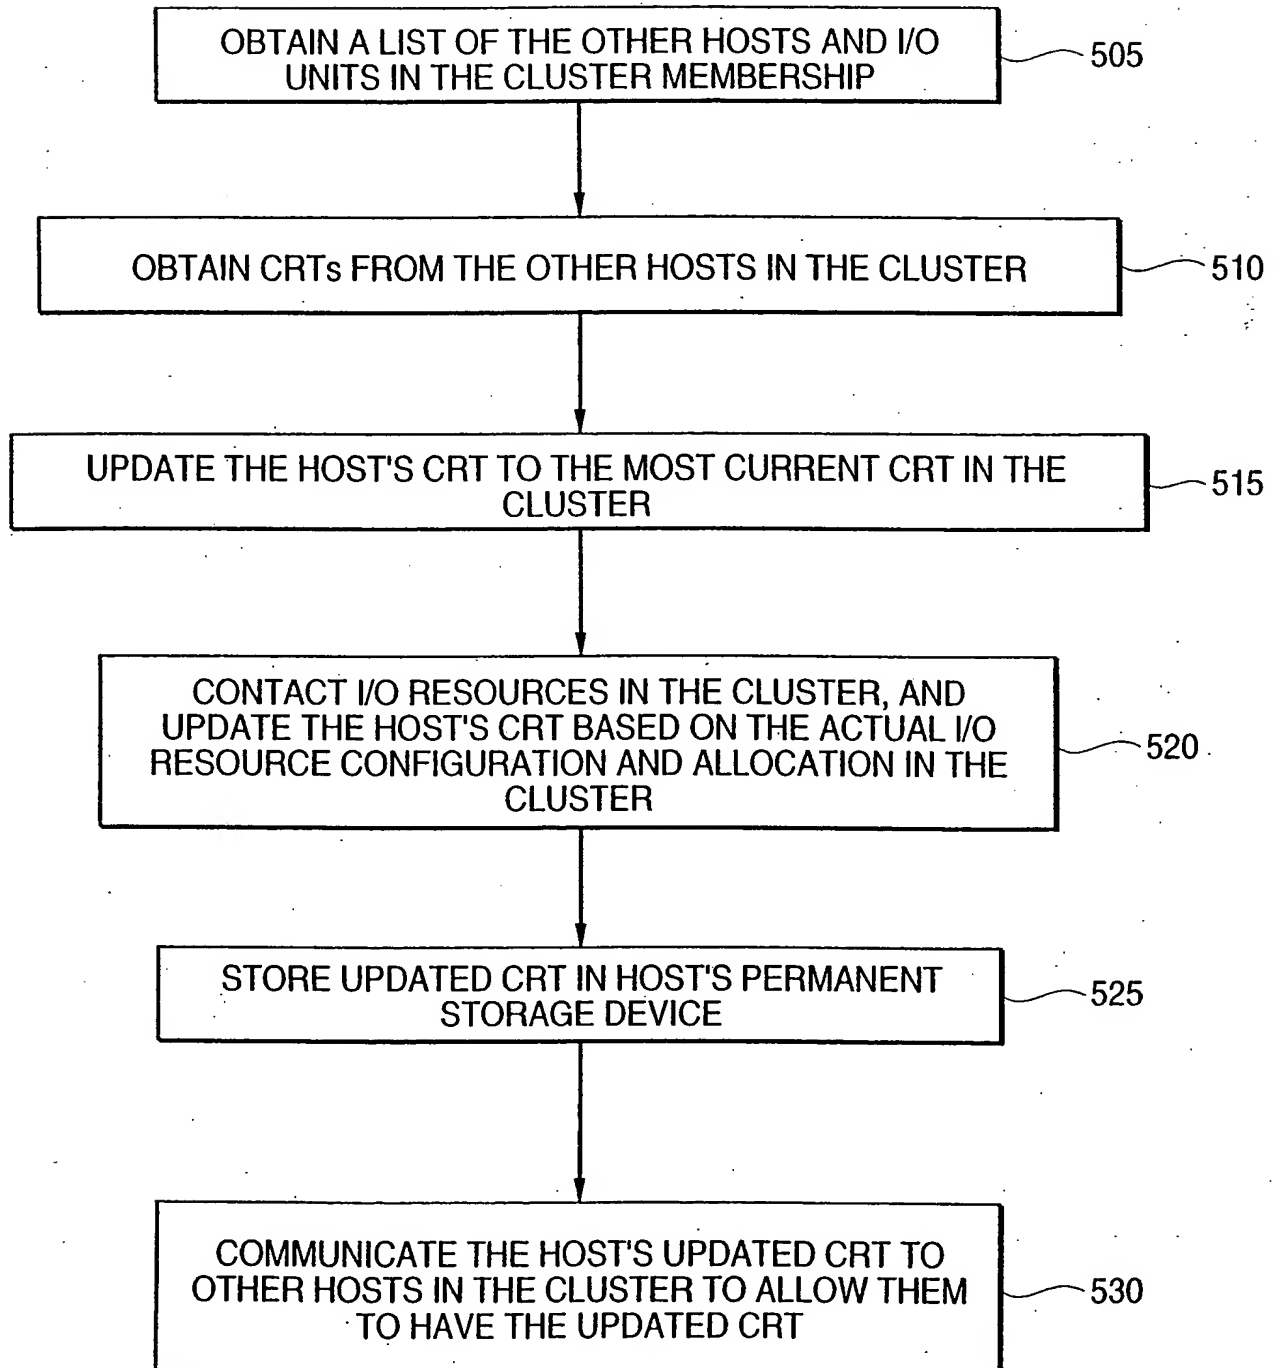 OBTAIN A LIST OF THE OTHER HOSTS AND I/O
UNITS IN THE CLUSTER MEMBERSHIP
505
OBTAIN CRTs FROM THE OTHER HOSTS IN THE CLUSTER
510
UPDATE THE HOST'S CRT TO THE MOST CURRENT CRT IN THE
CLUSTER
515
CONTACT I/O RESOURCES IN THE CLUSTER, AND
UPDATE THE HOST'S CRT BASED ON THE ACTUAL I/O
RESOURCE CONFIGURATION AND ALLOCATION IN THE
CLUSTER
520
STORE UPDATED CRT IN HOST'S PERMANENT
STORAGE DEVICE
525
COMMUNICATE THE HOST'S UPDATED CRT TO
OTHER HOSTS IN THE CLUSTER TO ALLOW THEM
TO HAVE THE UPDATED CRT
530